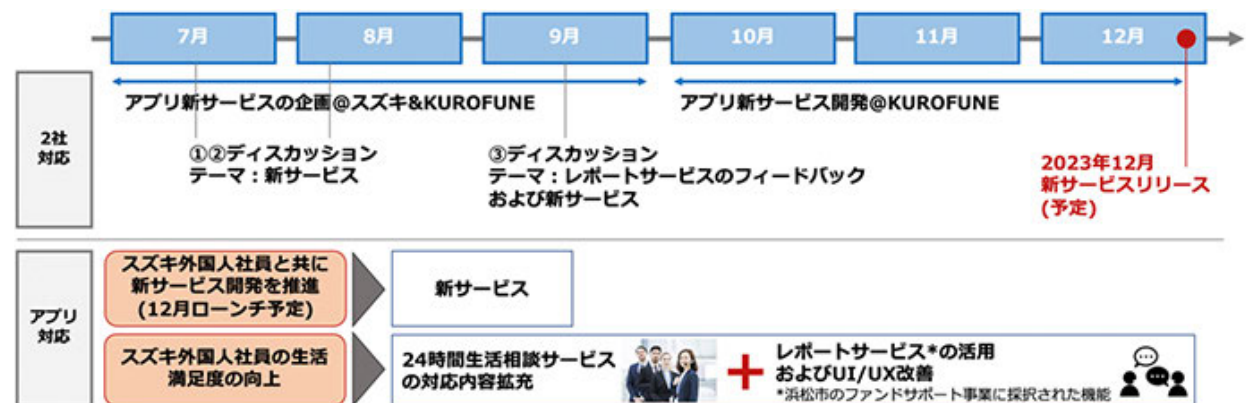 7月
8月
9月
10月
11月
12月
アプリ新サービスの企画@スズキ&KUROFUNE
アプリ新サービス開発@KUROFUNE
2社
対応
①②ディスカッション
テーマ：新サービス
③ディスカッション
テーマ：レポートサービスのフィードバック
および新サービス
2023年12月
新サービスリリース
(予定)
アプリ
対応
スズキ外国人社員と共に
新サービス開発を推進
(12月ローンチ予定)
新サービス
スズキ外国人社員の生活
満足度の向上
24時間生活相談サービス
の対応内容拡充
レポートサービス*の活用
およびUI/UX改善
*浜松市のファンドサポート事業に採択された機能